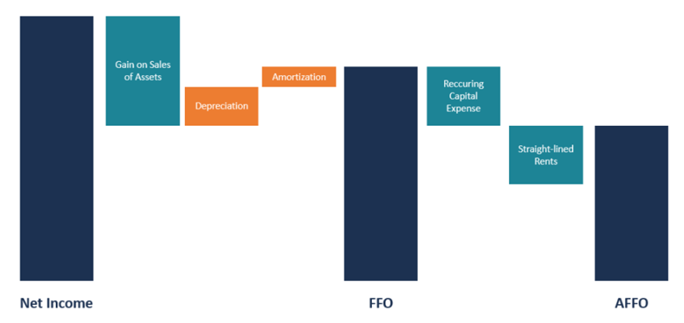 Gain on Sales
of Assets
Depreciation
Amortization
Reccuring
Capital
Expense
Straight-lined
Rents
Net Income
FFO
AFFO